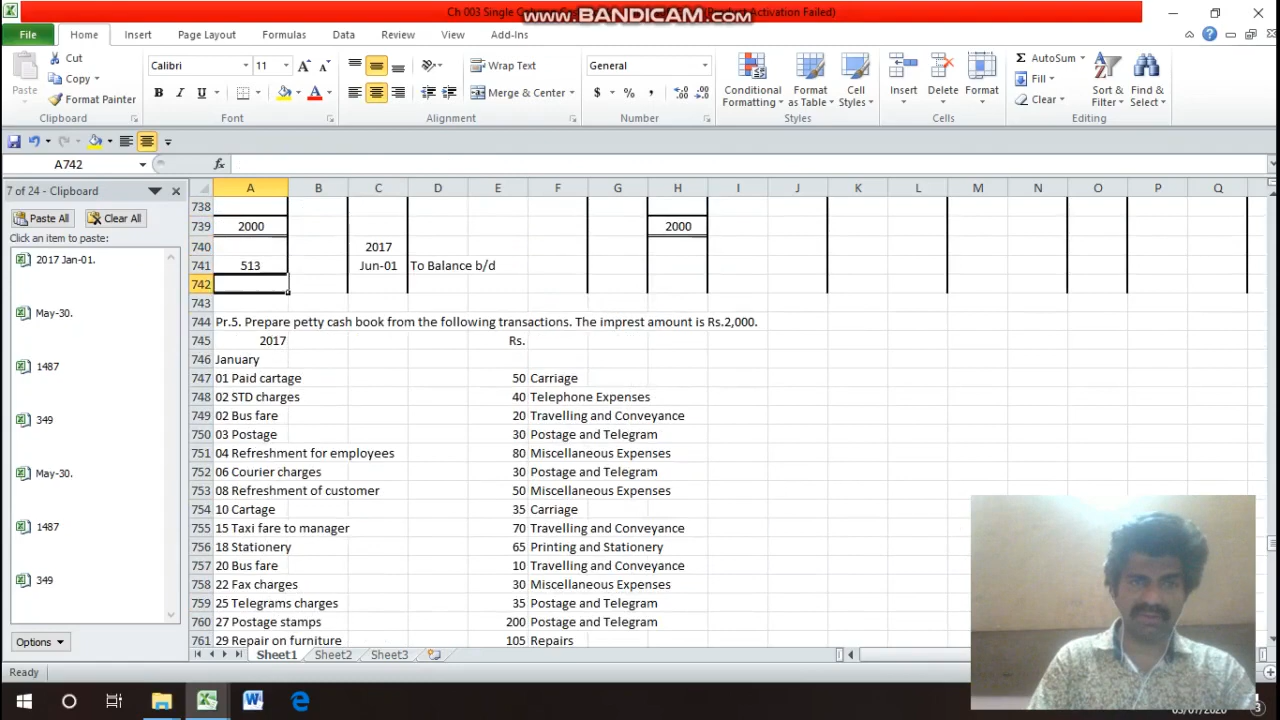 Ch 003 Single Column
www.BANDICAM.com
(Product Activation Failed)
File Home Insert Page Layout Formulas Data Review View Add-Ins
Paste
Cut
Copy
Format Painter
Clipboard
Calibri 11
B I U
Font
Wrap Text
Merge & Center
Alignment
General
$ % ,
Number
Conditional Formatting
Format as Table
Cell Styles
Styles
Insert Delete Format
Cells
Σ AutoSum
Fill
Clear
Sort & Filter
Find & Select
Editing
A742 fx
7 of 24 - Clipboard
Paste All Clear All
Click an item to paste:
2017 Jan-01.
May-30.
1487
349
May-30.
1487
349
Options
A B C D E F G H I J K L M N O P Q
738
739 2000 2000
740 2017
741 513 Jun-01 To Balance b/d
742
743
744 Pr.5. Prepare petty cash book from the following transactions. The imprest amount is Rs.2,000.
745 2017 Rs.
746 January
747 01 Paid cartage 50 Carriage
748 02 STD charges 40 Telephone Expenses
749 02 Bus fare 20 Travelling and Conveyance
750 03 Postage 30 Postage and Telegram
751 04 Refreshment for employees 80 Miscellaneous Expenses
752 06 Courier charges 30 Postage and Telegram
753 08 Refreshment of customer 50 Miscellaneous Expenses
754 10 Cartage 35 Carriage
755 15 Taxi fare to manager 70 Travelling and Conveyance
756 18 Stationery 65 Printing and Stationery
757 20 Bus fare 10 Travelling and Conveyance
758 22 Fax charges 30 Miscellaneous Expenses
759 25 Telegrams charges 35 Postage and Telegram
760 27 Postage stamps 200 Postage and Telegram
761 29 Repair on furniture 105 Repairs
Sheet1 Sheet2 Sheet3
Ready